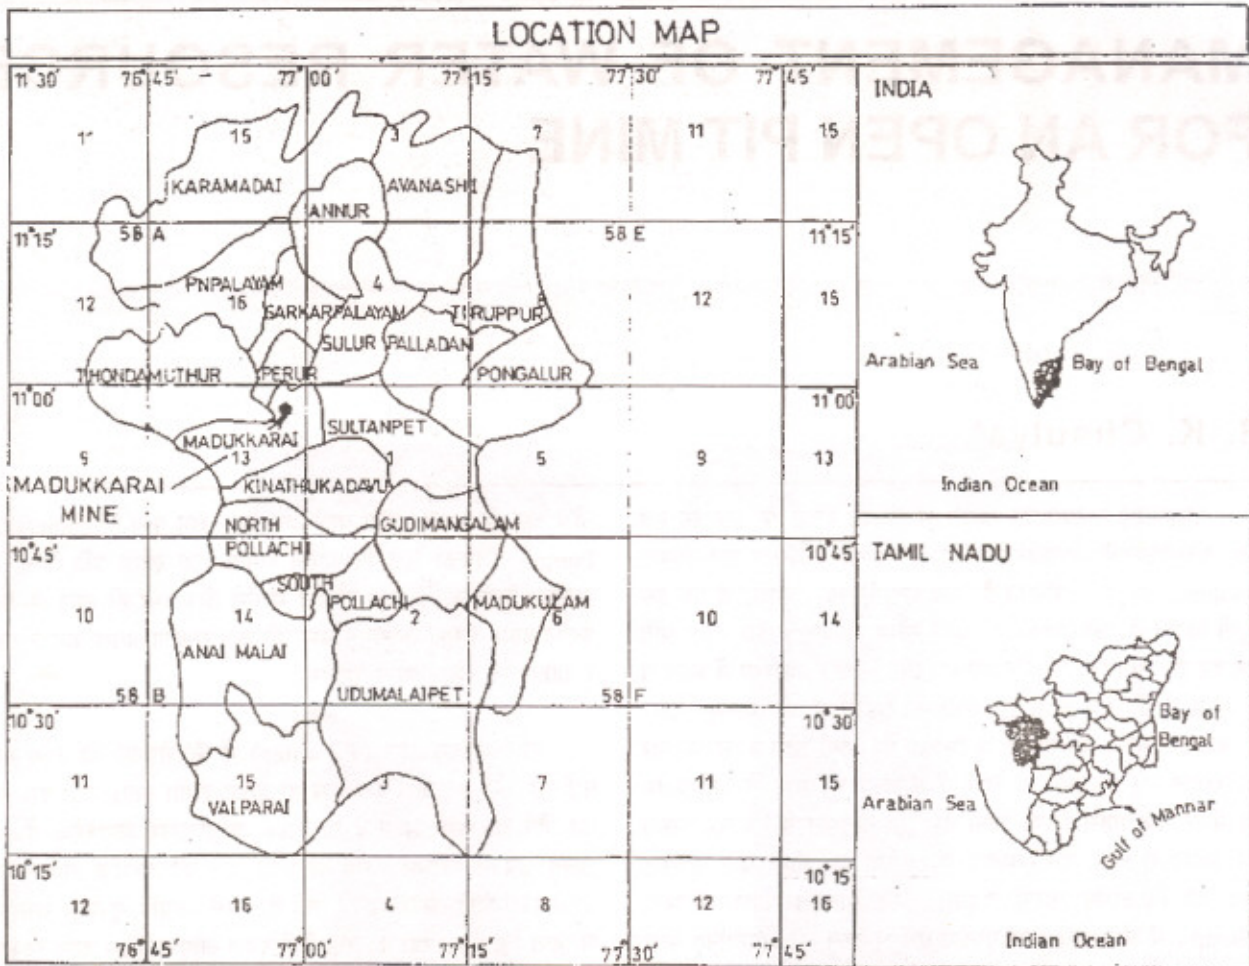 LOCATION MAP
11°30' 76°45' 77°00' 77°15' 77°30' 77°45'
INDIA
1' 15 3 7 11 15
KARAMADAI AVANASHI
ANNUR
11°15' 58 A 58 E 11°15'
PNPALAYAM 4
12 16 8 12 15
SARKARPALAYAM TIRUPPUR
SULUR PALLADAN
THONDAMUTHUR PERUR PONGALUR
Arabian Sea Bay of Bengal
11°00' 11°00'
SULTANPET
MADUKKARAI
9 13 1 5 9 13
MADUKKARAI MINE
KINATHUKADAVU
Indian Ocean
NORTH POLLACHI
GUDIMANGALAM
10°45' 10°45'
TAMIL NADU
SOUTH POLLACHI
MADUKULAM
10 14 2 6 10 14
ANAI MALAI
58 B UDUMALAIPET 58 F
10°30' 10°30'
Bay of Bengal
11 15 3 7 11 15
VALPARAI
Arabian Sea
Gulf of Mannar
10°15' 10°15'
12 16 4 8 12 16
Indian Ocean
76°45' 77°00' 77°15' 77°30' 77°45'